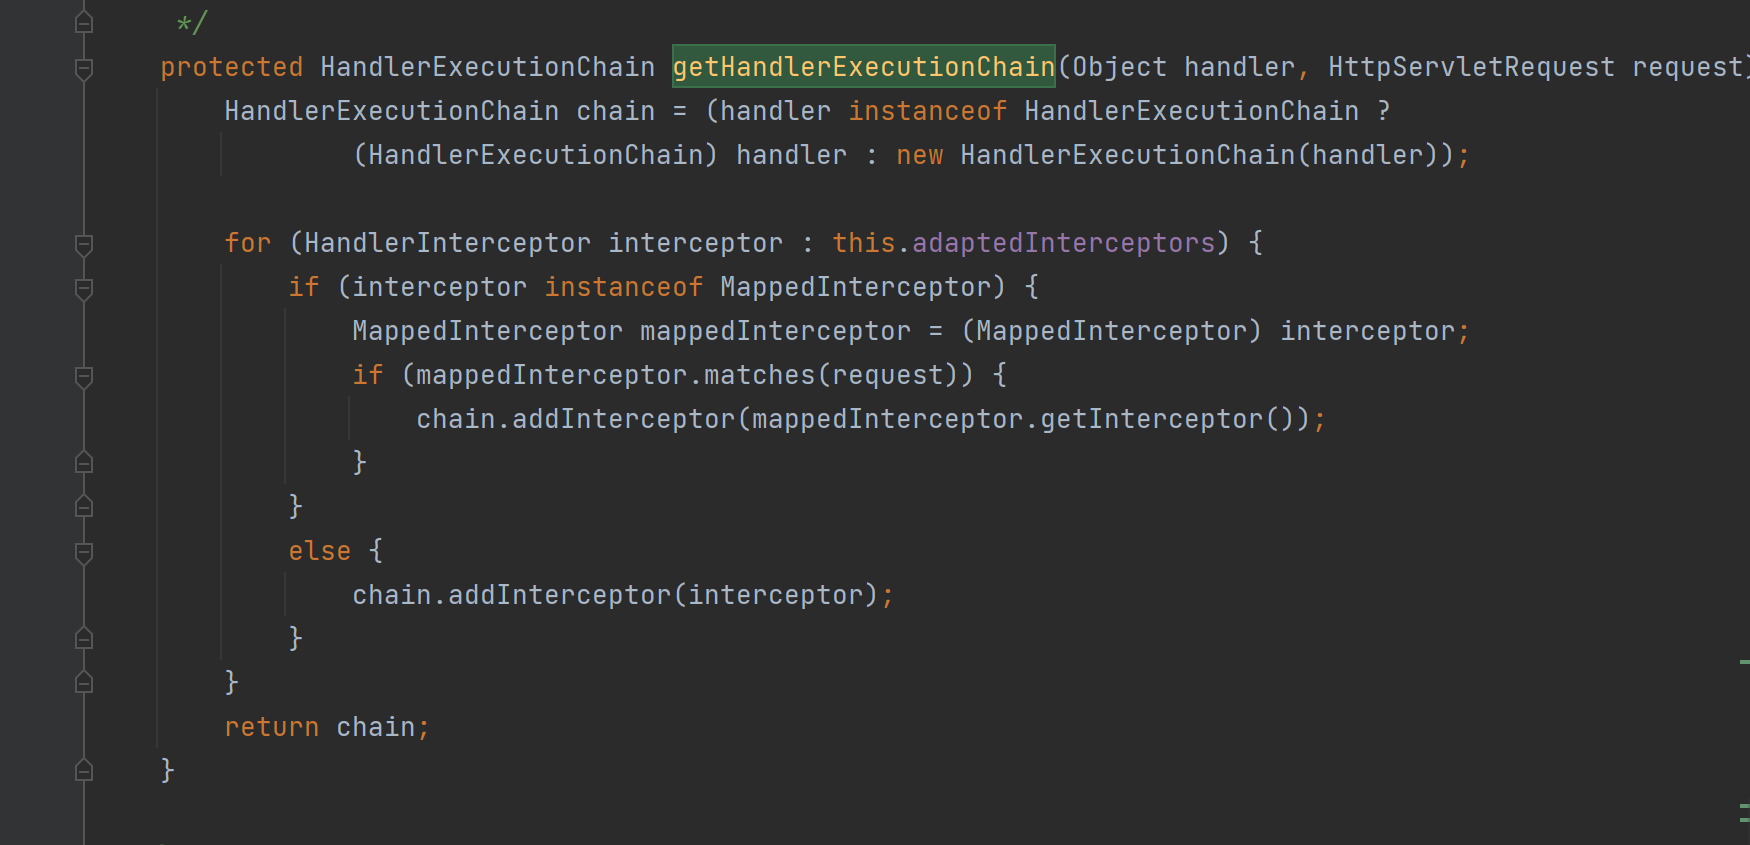 */
protected HandlerExecutionChain getHandlerExecutionChain(Object handler, HttpServletRequest request)
HandlerExecutionChain chain = (handler instanceof HandlerExecutionChain ?
(HandlerExecutionChain) handler : new HandlerExecutionChain(handler));
for (HandlerInterceptor interceptor : this.adaptedInterceptors) {
if (interceptor instanceof MappedInterceptor) {
MappedInterceptor mappedInterceptor = (MappedInterceptor) interceptor;
if (mappedInterceptor.matches(request)) {
chain.addInterceptor(mappedInterceptor.getInterceptor());
}
}
else {
chain.addInterceptor(interceptor);
}
}
return chain;
}